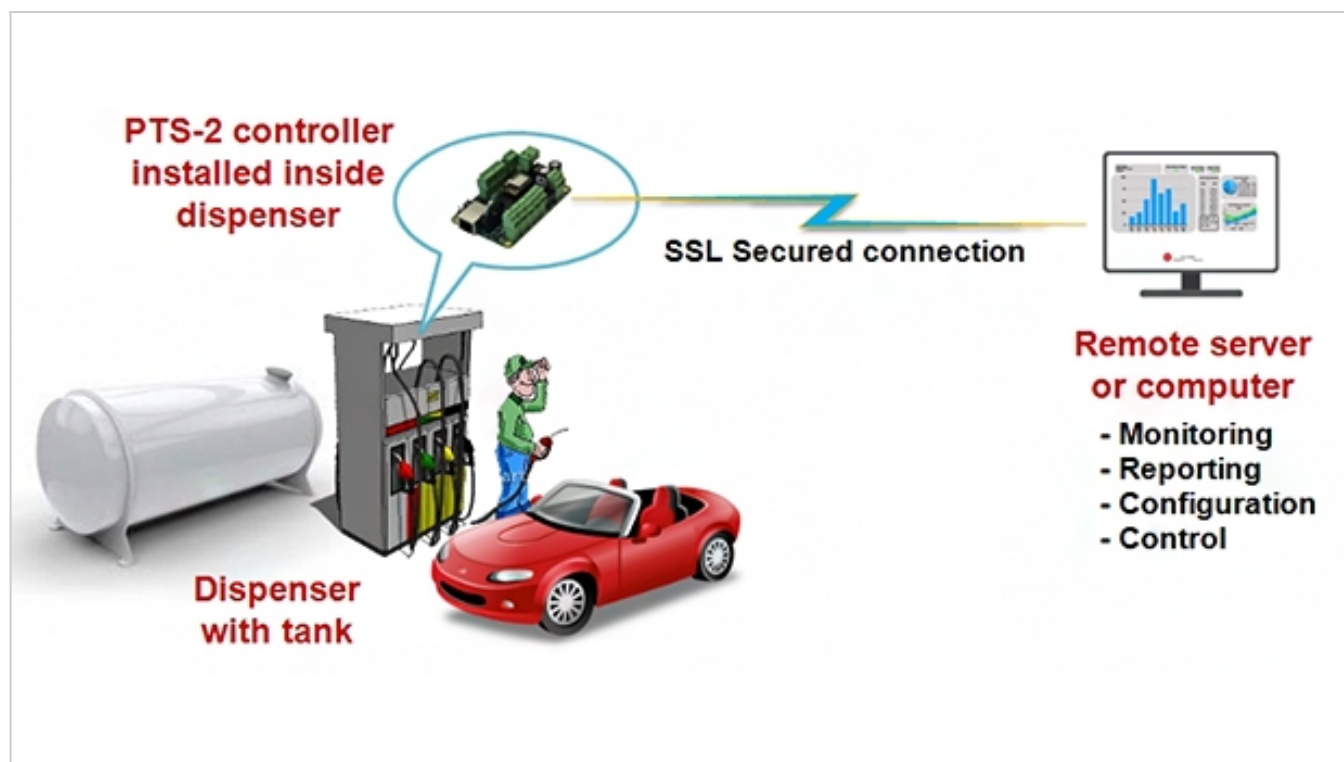 PTS-2 controller
installed inside
dispenser
SSL Secured connection
Remote server
or computer
- Monitoring
- Reporting
- Configuration
- Control
Dispenser
with tank